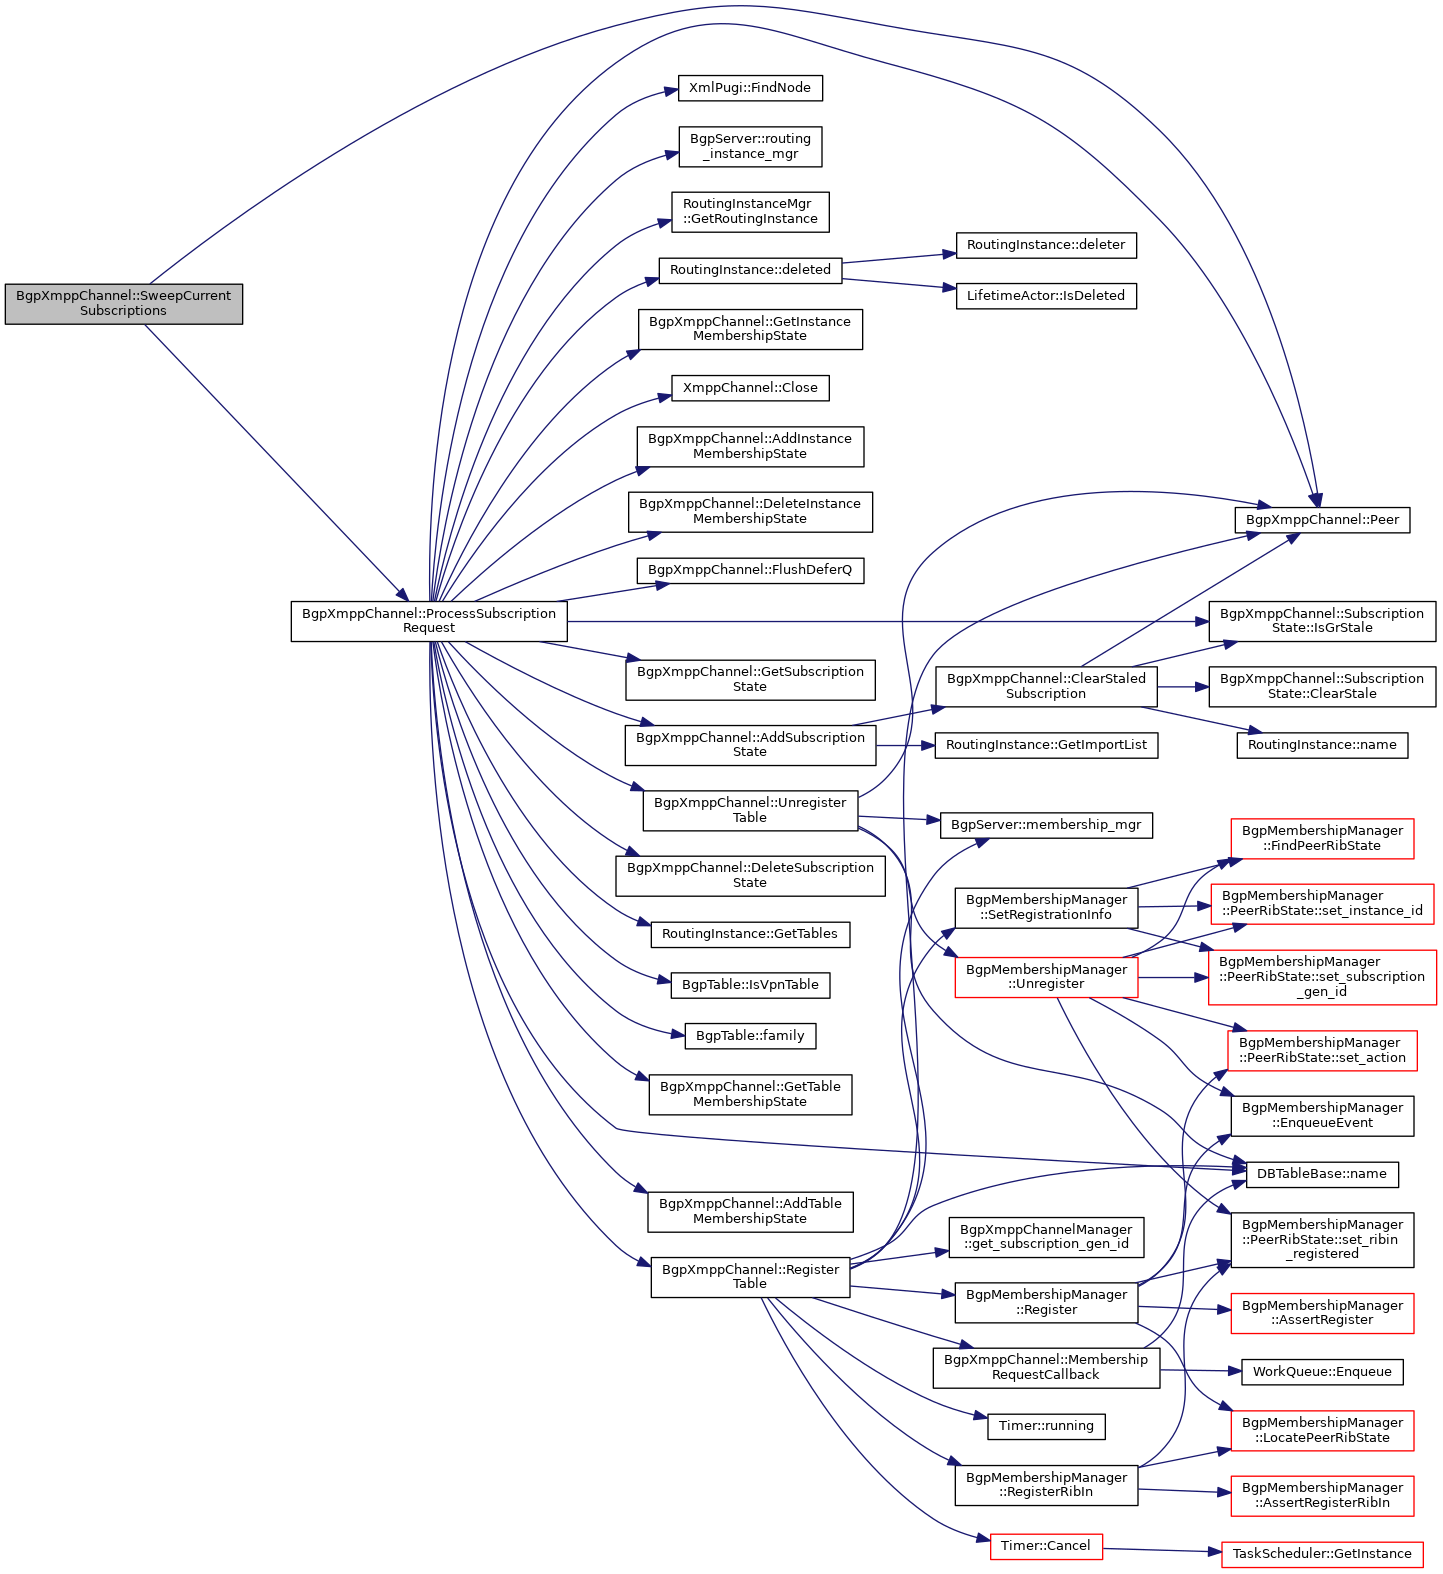 BgpXmppChannel::SweepCurrent
Subscriptions
BgpXmppChannel::ProcessSubscription
Request
XmlPugi::FindNode
BgpServer::routing
_instance_mgr
RoutingInstanceMgr
::GetRoutingInstance
RoutingInstance::deleted
BgpXmppChannel::GetInstance
MembershipState
XmppChannel::Close
BgpXmppChannel::AddInstance
MembershipState
BgpXmppChannel::DeleteInstance
MembershipState
BgpXmppChannel::FlushDeferQ
BgpXmppChannel::GetSubscription
State
BgpXmppChannel::AddSubscription
State
BgpXmppChannel::Unregister
Table
BgpXmppChannel::DeleteSubscription
State
RoutingInstance::GetTables
BgpTable::IsVpnTable
BgpTable::family
BgpXmppChannel::GetTable
MembershipState
BgpXmppChannel::AddTable
MembershipState
BgpXmppChannel::Register
Table
RoutingInstance::deleter
LifetimeActor::IsDeleted
BgpXmppChannel::ClearStaled
Subscription
RoutingInstance::GetImportList
BgpServer::membership_mgr
BgpMembershipManager
::SetRegistrationInfo
BgpMembershipManager
::Unregister
BgpXmppChannelManager
::get_subscription_gen_id
BgpMembershipManager
::Register
BgpXmppChannel::Membership
RequestCallback
Timer::running
BgpMembershipManager
::RegisterRibIn
Timer::Cancel
BgpXmppChannel::Peer
BgpXmppChannel::Subscription
State::IsGrStale
BgpXmppChannel::Subscription
State::ClearStale
RoutingInstance::name
BgpMembershipManager
::FindPeerRibState
BgpMembershipManager
::PeerRibState::set_instance_id
BgpMembershipManager
::PeerRibState::set_subscription
_gen_id
BgpMembershipManager
::PeerRibState::set_action
BgpMembershipManager
::EnqueueEvent
DBTableBase::name
BgpMembershipManager
::PeerRibState::set_ribin
_registered
BgpMembershipManager
::AssertRegister
WorkQueue::Enqueue
BgpMembershipManager
::LocatePeerRibState
BgpMembershipManager
::AssertRegisterRibIn
TaskScheduler::GetInstance